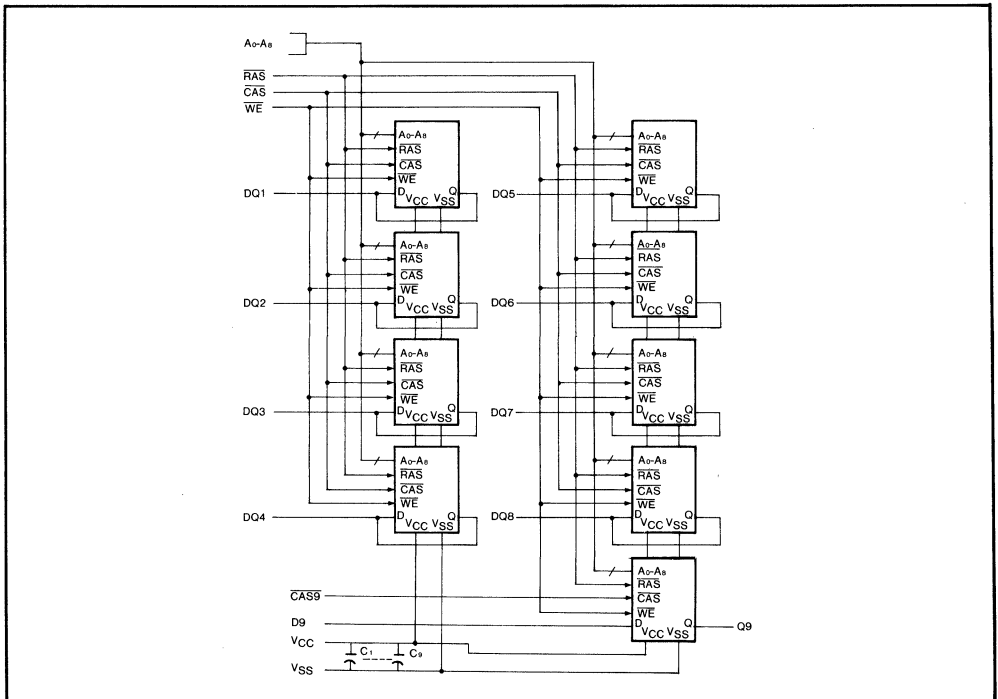 A0-A8
RAS
CAS
WE
A0-A8
RAS
CAS
WE
DQ1
D
VCC
VSS
Q
A0-A8
RAS
CAS
WE
DQ2
D
VCC
VSS
Q
A0-A8
RAS
CAS
WE
DQ3
D
VCC
VSS
Q
A0-A8
RAS
CAS
WE
DQ4
D
VCC
VSS
Q
A0-A8
RAS
CAS
WE
DQ5
D
VCC
VSS
Q
A0-A8
RAS
CAS
WE
DQ6
D
VCC
VSS
Q
A0-A8
RAS
CAS
WE
DQ7
D
VCC
VSS
Q
A0-A8
RAS
CAS
WE
DQ8
D
VCC
VSS
Q
A0-A8
RAS
CAS
WE
D
VCC
VSS
Q
Q9
CAS9
D9
VCC
C1
C9
VSS